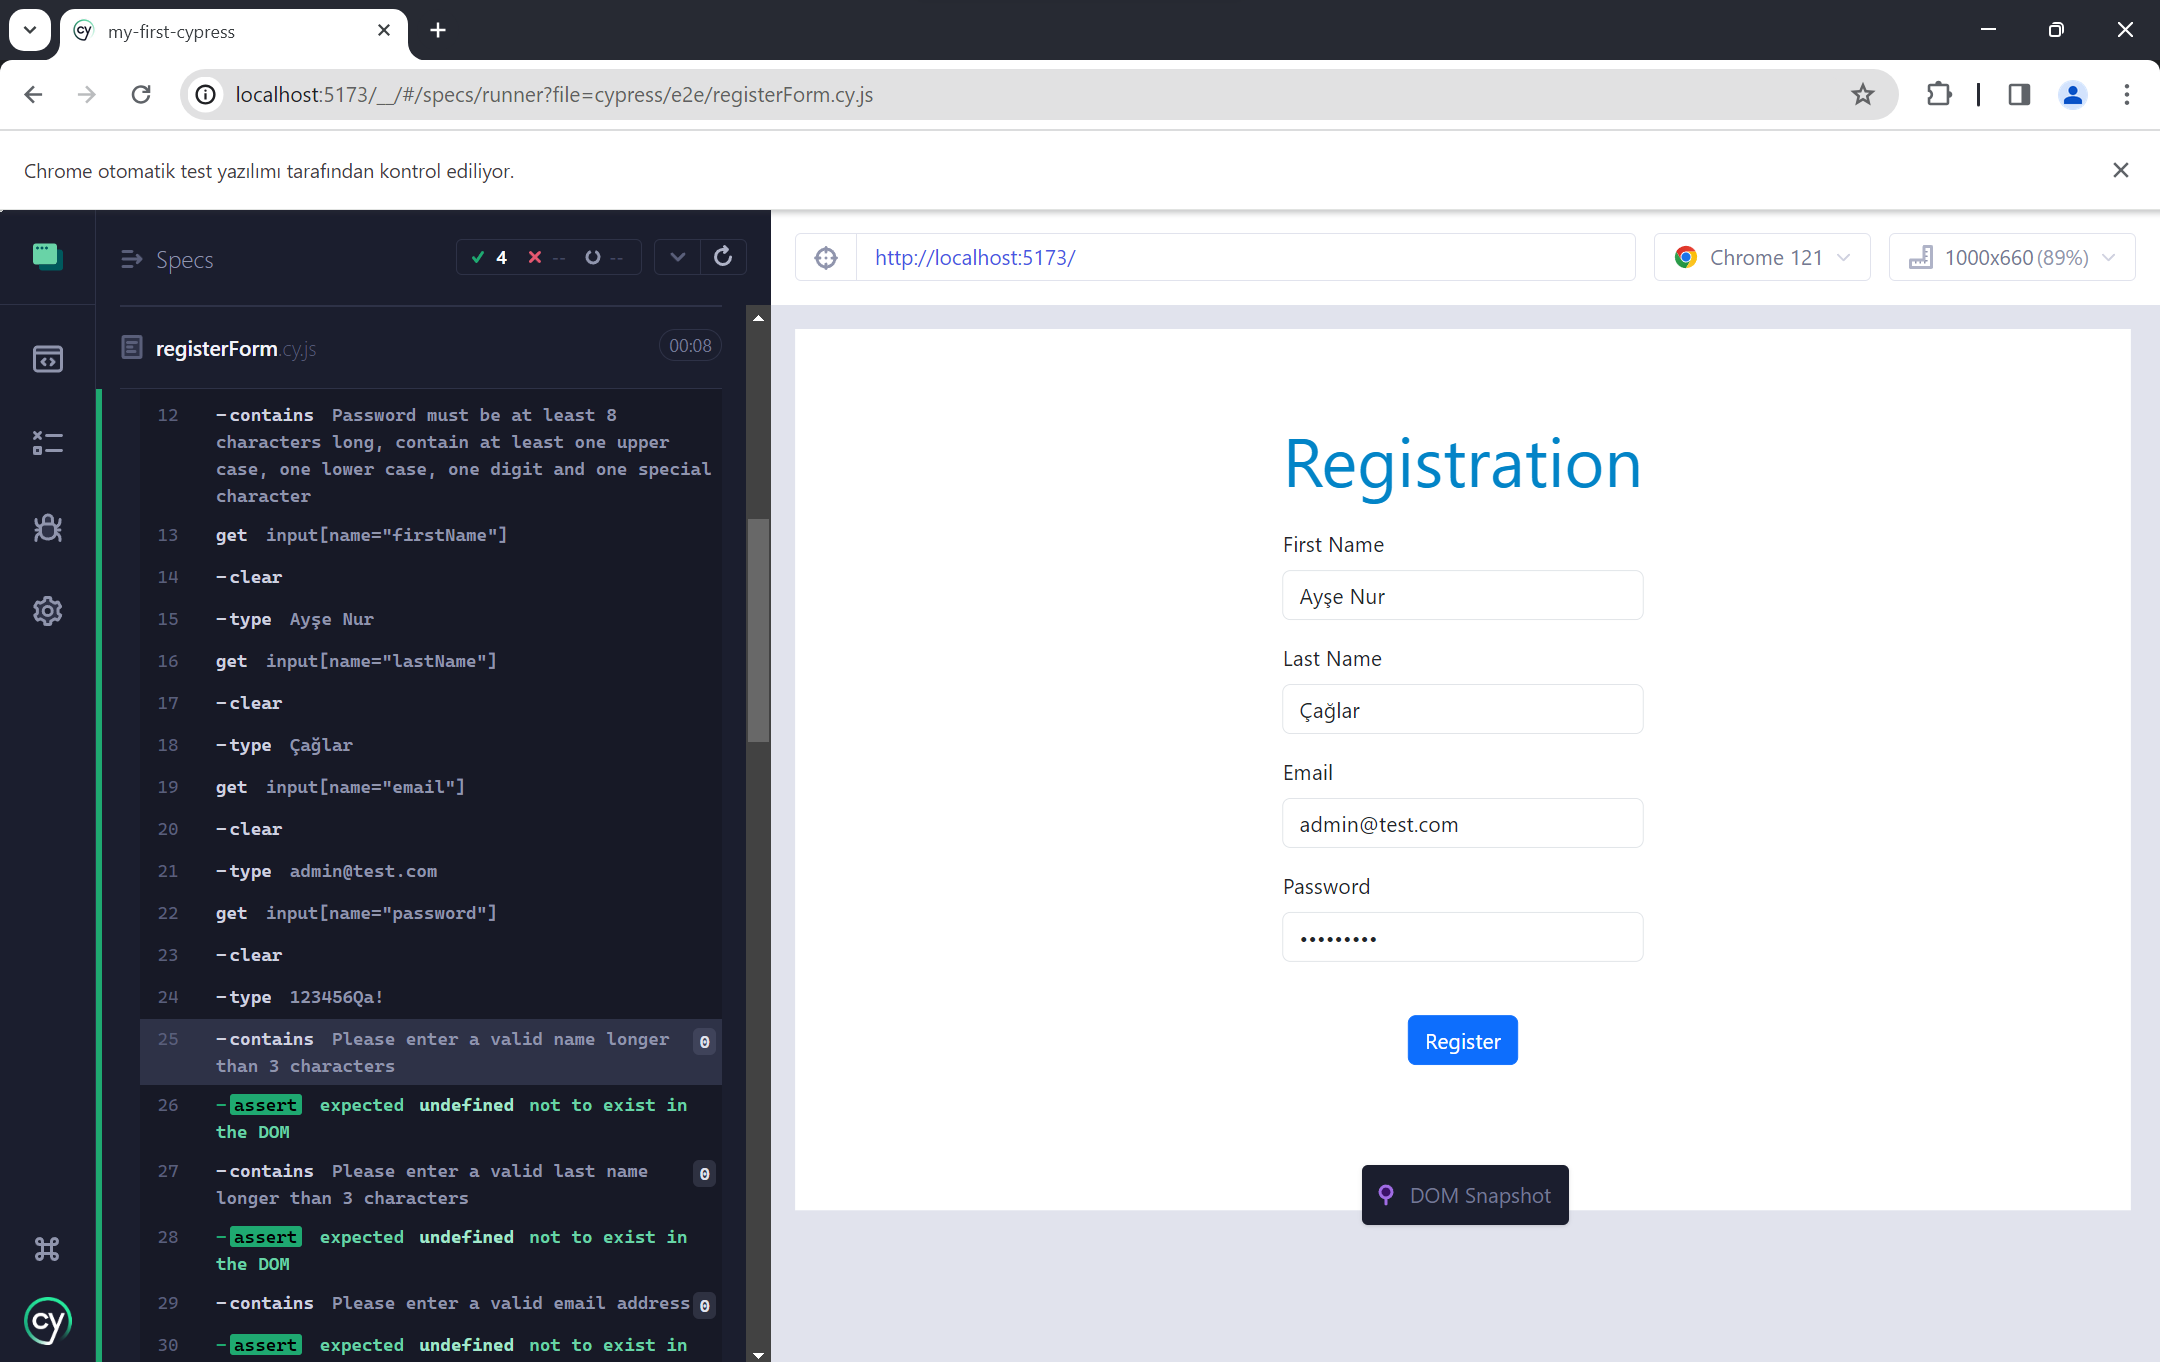 my-first-cypress
localhost:5173/__/#/specs/runner?file=cypress/e2e/registerForm.cy.js
Chrome otomatik test yazılımı tarafından kontrol ediliyor.
Specs
4 -- --
http://localhost:5173/
Chrome 121
1000x660 (89%)
registerForm.cy.js
00:08
12 -contains Password must be at least 8
characters long, contain at least one upper
case, one lower case, one digit and one special
character
13 get input[name="firstName"]
14 -clear
15 -type Ayşe Nur
16 get input[name="lastName"]
17 -clear
18 -type Çağlar
19 get input[name="email"]
20 -clear
21 -type admin@test.com
22 get input[name="password"]
23 -clear
24 -type 123456Qa!
25 -contains Please enter a valid name longer 0
than 3 characters
26 -assert expected undefined not to exist in
the DOM
27 -contains Please enter a valid last name 0
longer than 3 characters
28 -assert expected undefined not to exist in
the DOM
29 -contains Please enter a valid email address 0
30 -assert expected undefined not to exist in
cy
Registration
First Name
Ayşe Nur
Last Name
Çağlar
Email
admin@test.com
Password
•••••••••
Register
DOM Snapshot